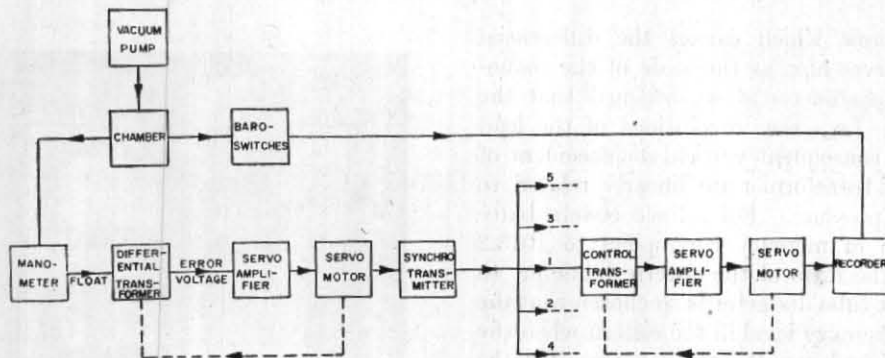 VACUUM
PUMP
CHAMBER
BARO-
SWITCHES
5
3
1
2
4
MANO-
METER
FLOAT
DIFFER-
ENTIAL
TRANS-
FORMER
ERROR
VOLTAGE
SERVO
AMPLI-
FIER
SERVO
MOTOR
SYNCHRO
TRANS-
MITTER
CONTROL
TRANS-
FORMER
SERVO
AMPLI-
FIER
SERVO
MOTOR
RECORDER